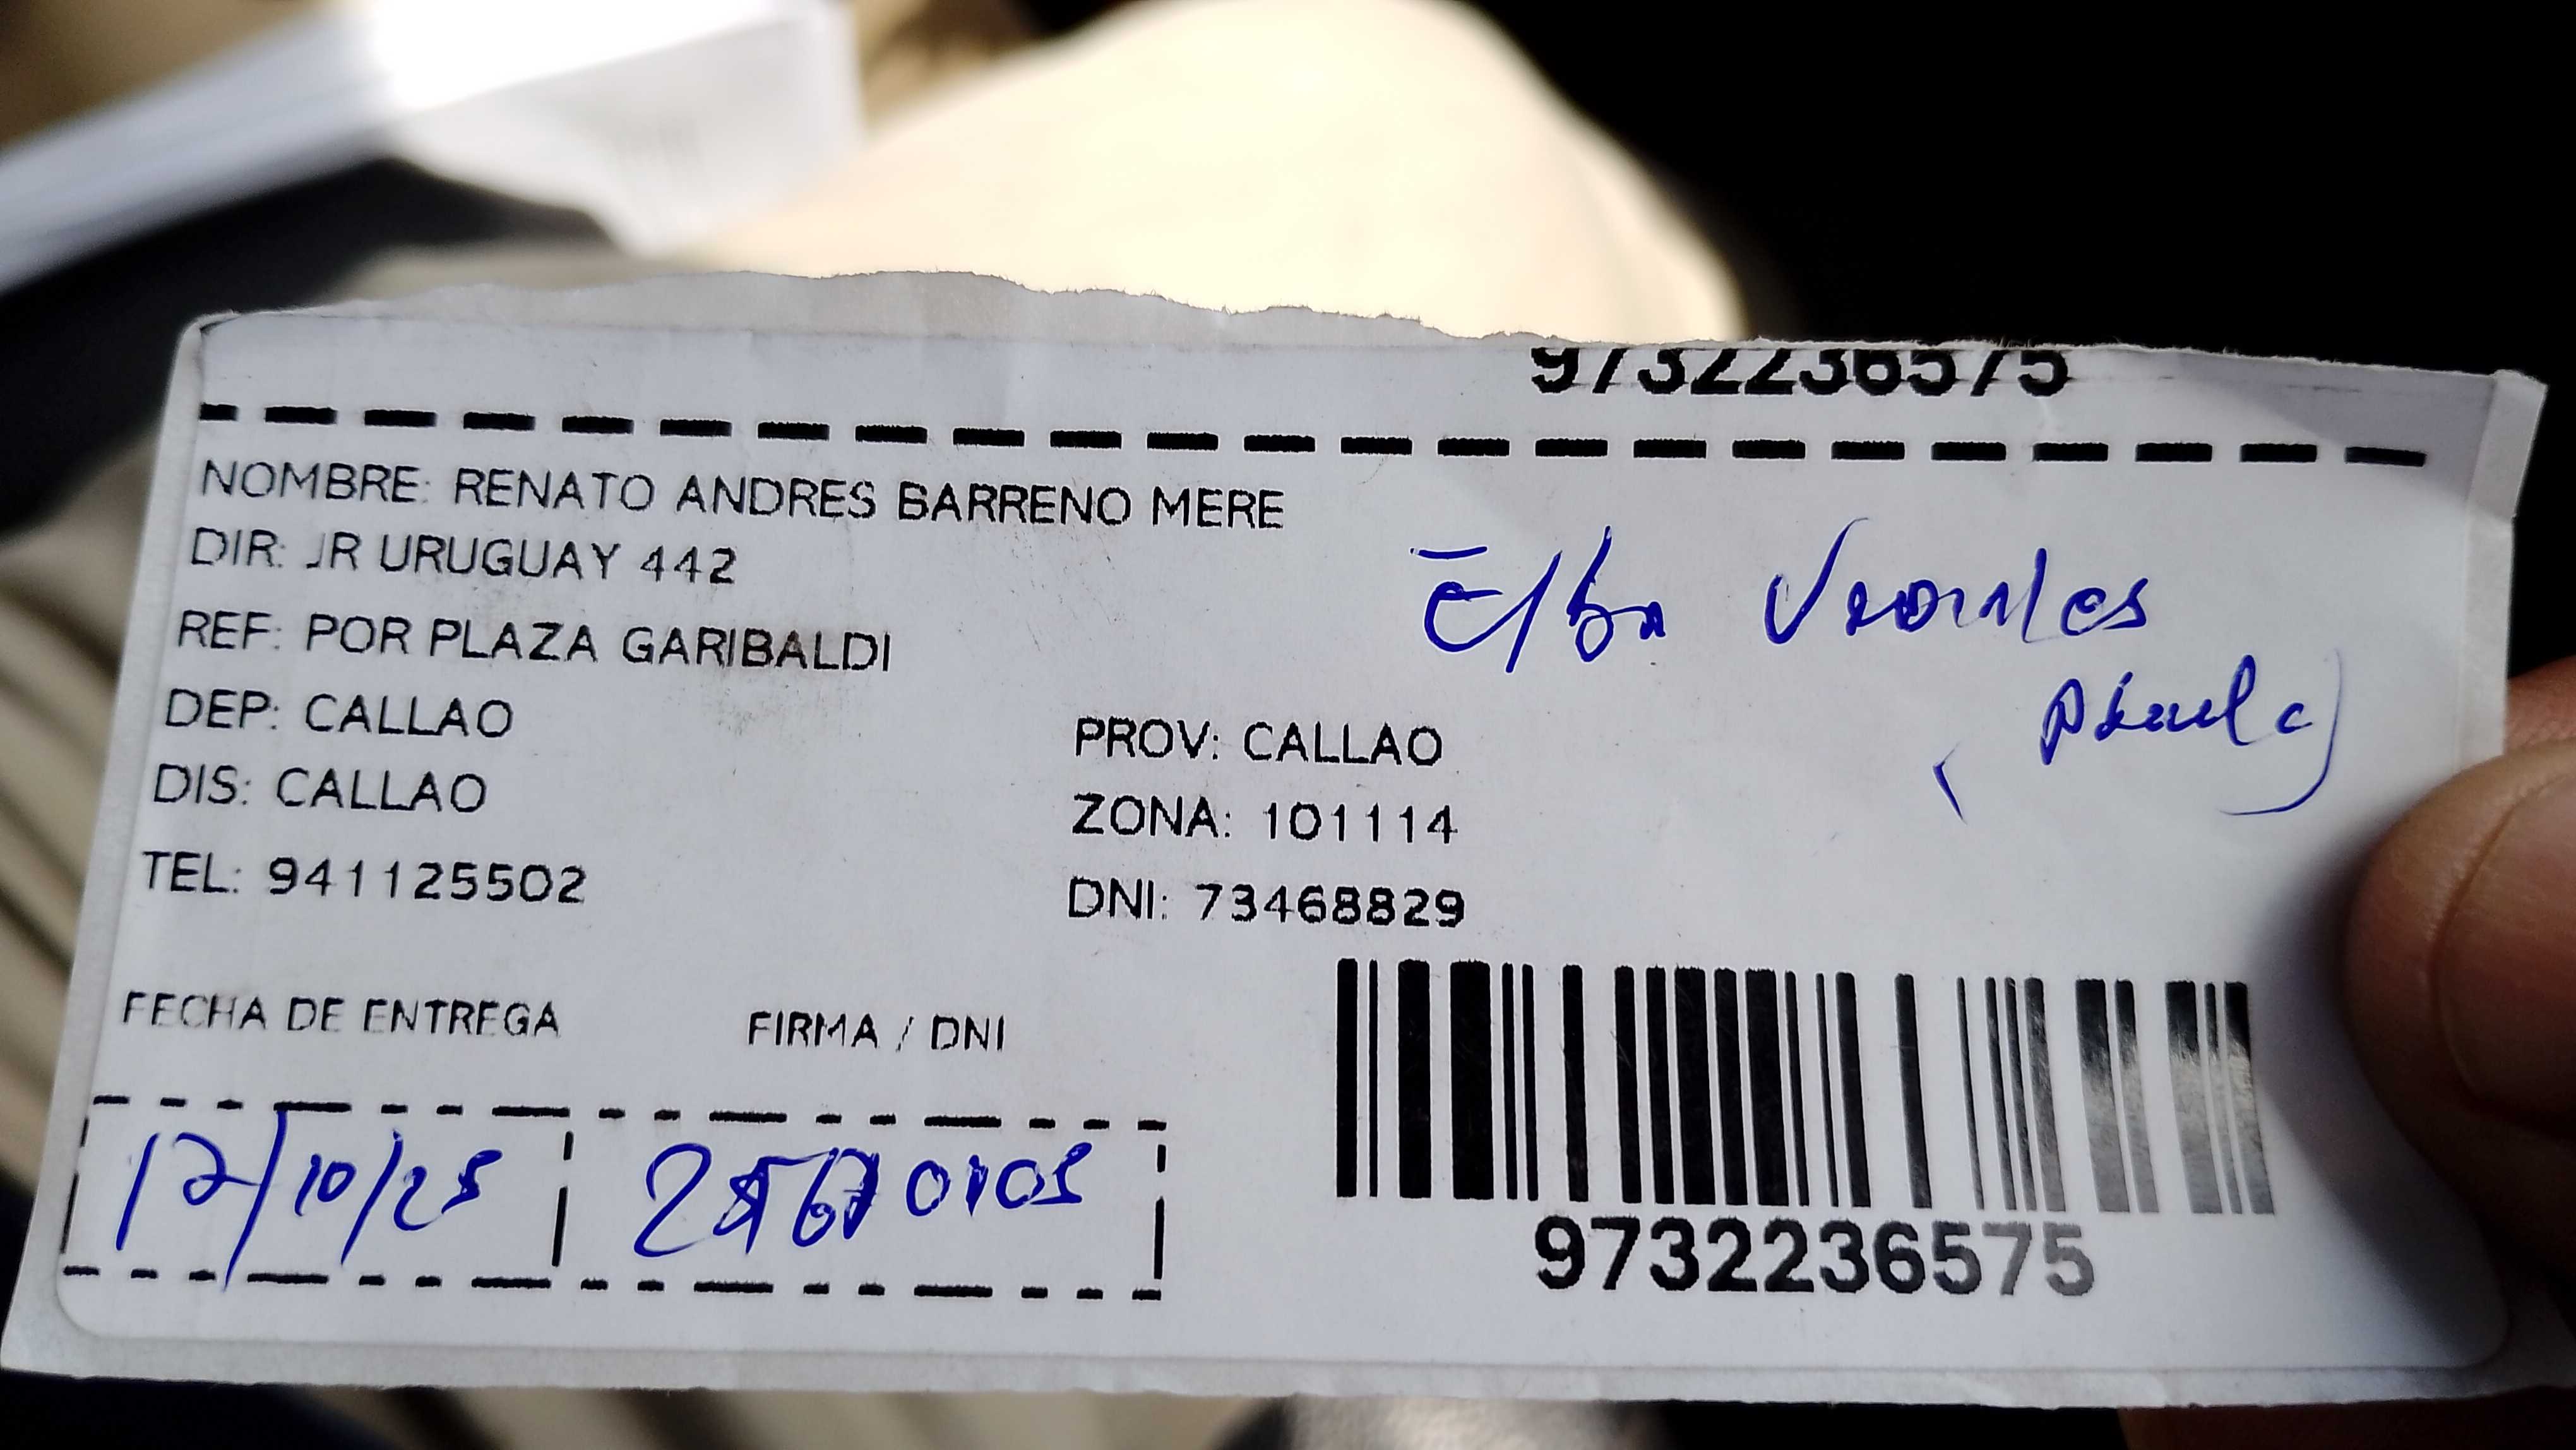 9732236575
NOMBRE: RENATO ANDRES BARRENO MERE
DIR: JR URUGUAY 442
REF: POR PLAZA GARIBALDI
DEP: CALLAO
PROV: CALLAO
DIS: CALLAO
ZONA: 101114
TEL: 941125502
DNI: 73468829
Elba
FECHA DE ENTREGA
FIRMA / DNI
17/10/25
9732236575